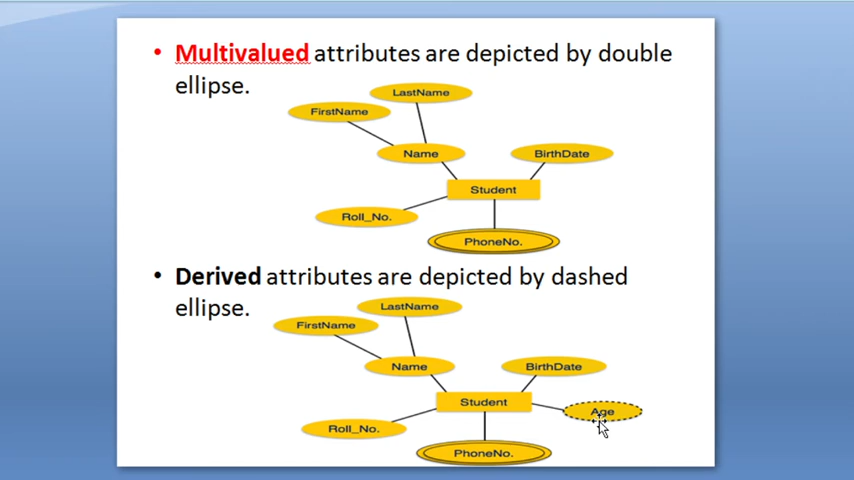 • Multivalued attributes are depicted by double
ellipse.
LastName
FirstName
Name
BirthDate
Student
Roll_No.
PhoneNo.
• Derived attributes are depicted by dashed
ellipse.
LastName
FirstName
Name
BirthDate
Student
Age
Roll_No.
PhoneNo.